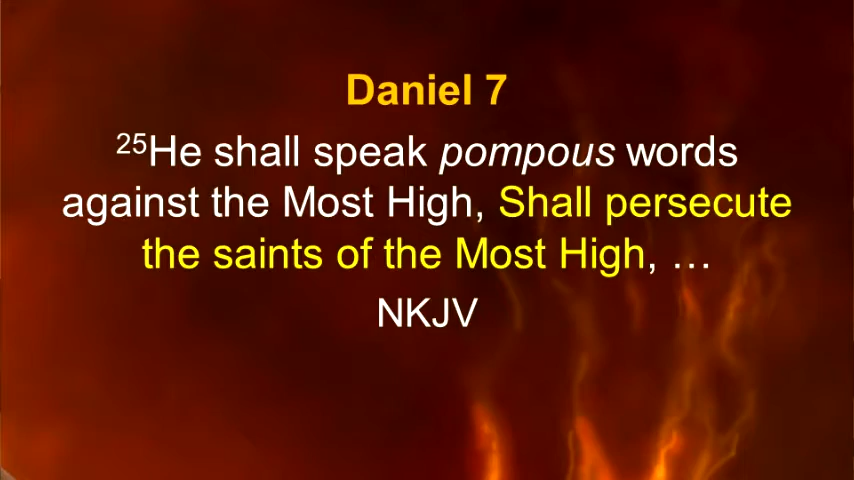 Daniel 7
25He shall speak pompous words
against the Most High, Shall persecute
the saints of the Most High, …
NKJV